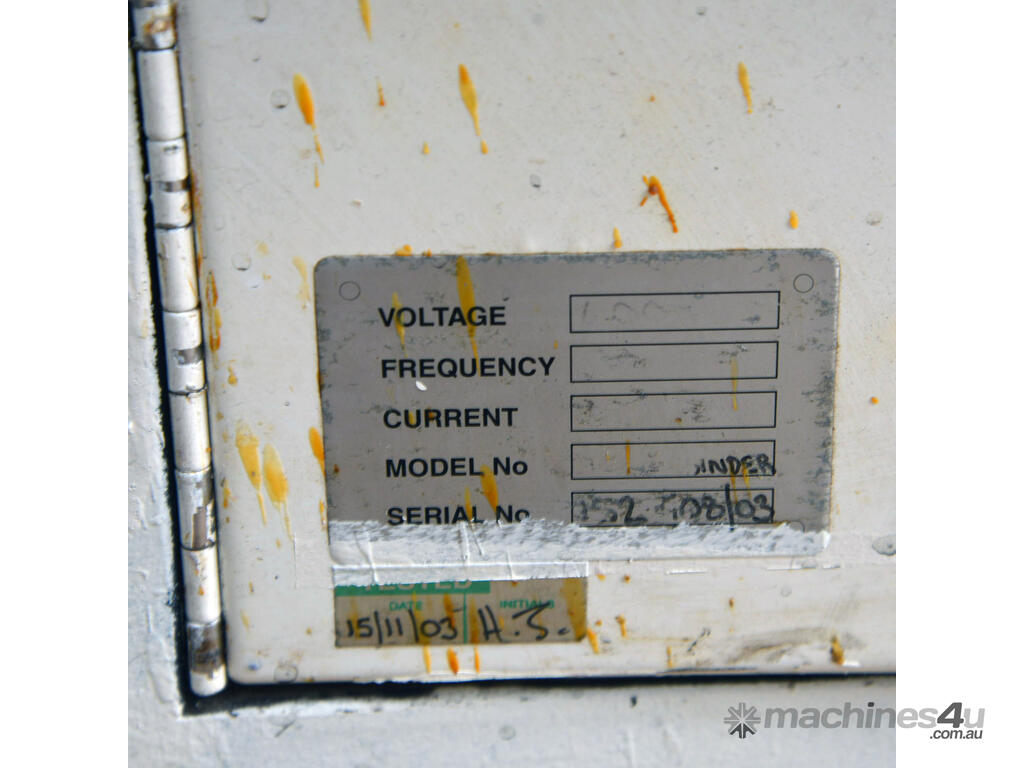 VOLTAGE
FREQUENCY
CURRENT
MODEL No INDER
SERIAL No 152 /03
TESTED
DATE INITIALS
15/11/03 H.J.
machines4u
.com.au